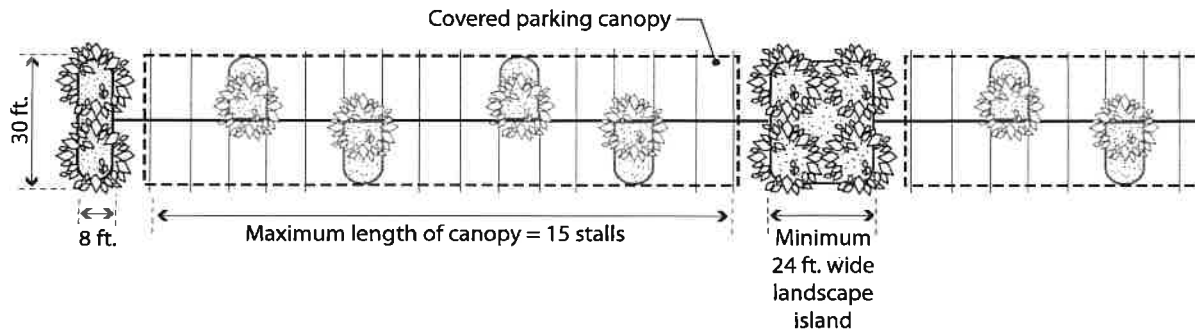 Covered parking canopy
30 ft.
8 ft.
Maximum length of canopy = 15 stalls
Minimum
24 ft. wide
landscape
island